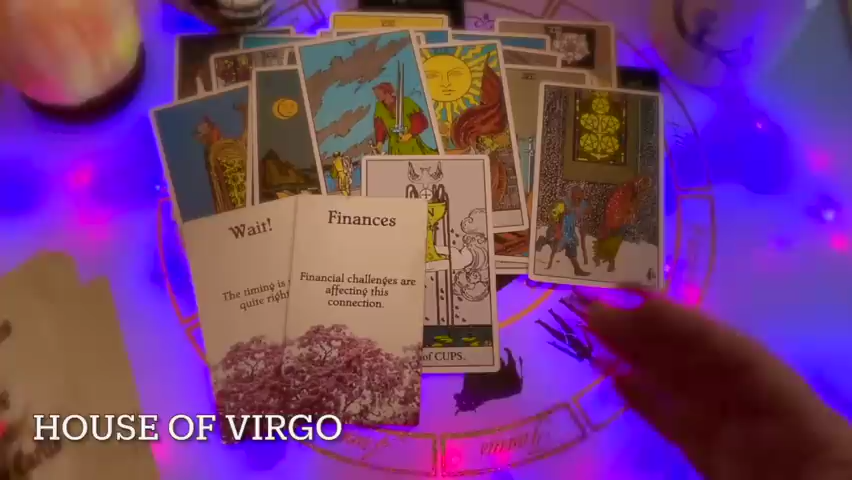 Wait!
Finances
The timing is
quite right
Financial challenges are
affecting this
connection.
of CUPS.
HOUSE OF VIRGO